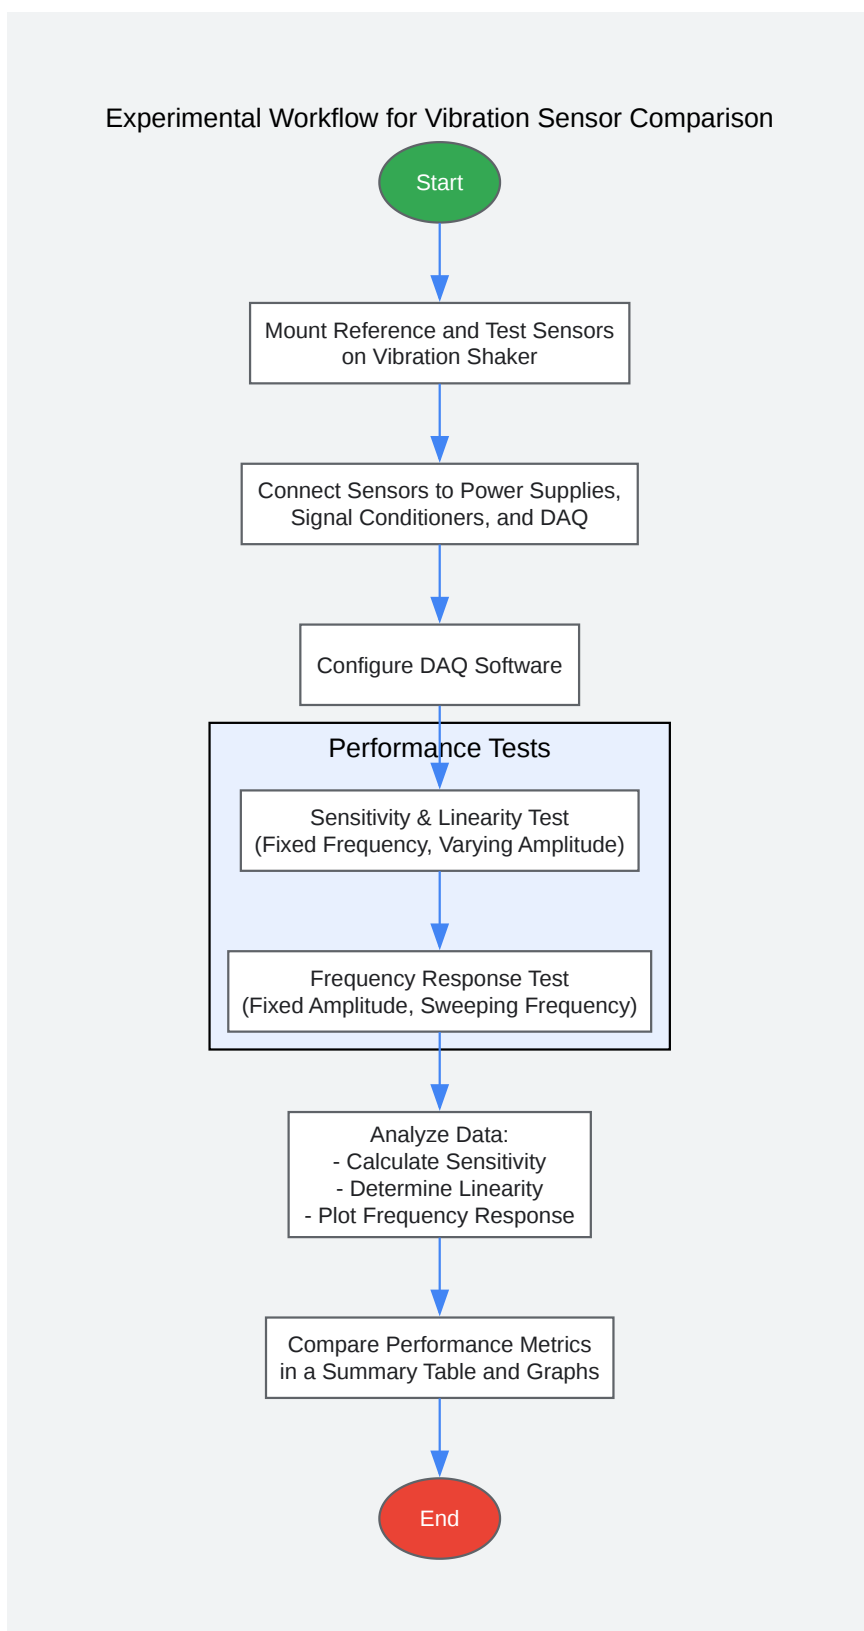 Experimental Workflow for Vibration Sensor Comparison
Start
Mount Reference and Test Sensors
on Vibration Shaker
Connect Sensors to Power Supplies,
Signal Conditioners, and DAQ
Configure DAQ Software
Performance Tests
Sensitivity & Linearity Test
(Fixed Frequency, Varying Amplitude)
Frequency Response Test
(Fixed Amplitude, Sweeping Frequency)
Analyze Data:
- Calculate Sensitivity
- Determine Linearity
- Plot Frequency Response
Compare Performance Metrics
in a Summary Table and Graphs
End